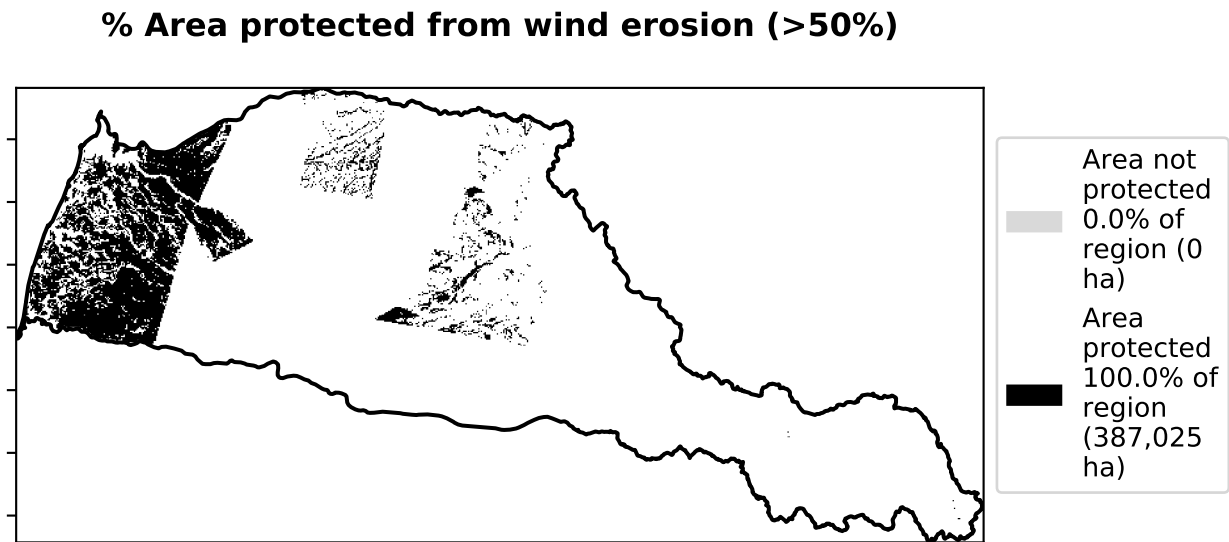 % Area protected from wind erosion (>50%)
Area not
protected
0.0% of
region (0
ha)
Area
protected
100.0% of
region
(387,025
ha)